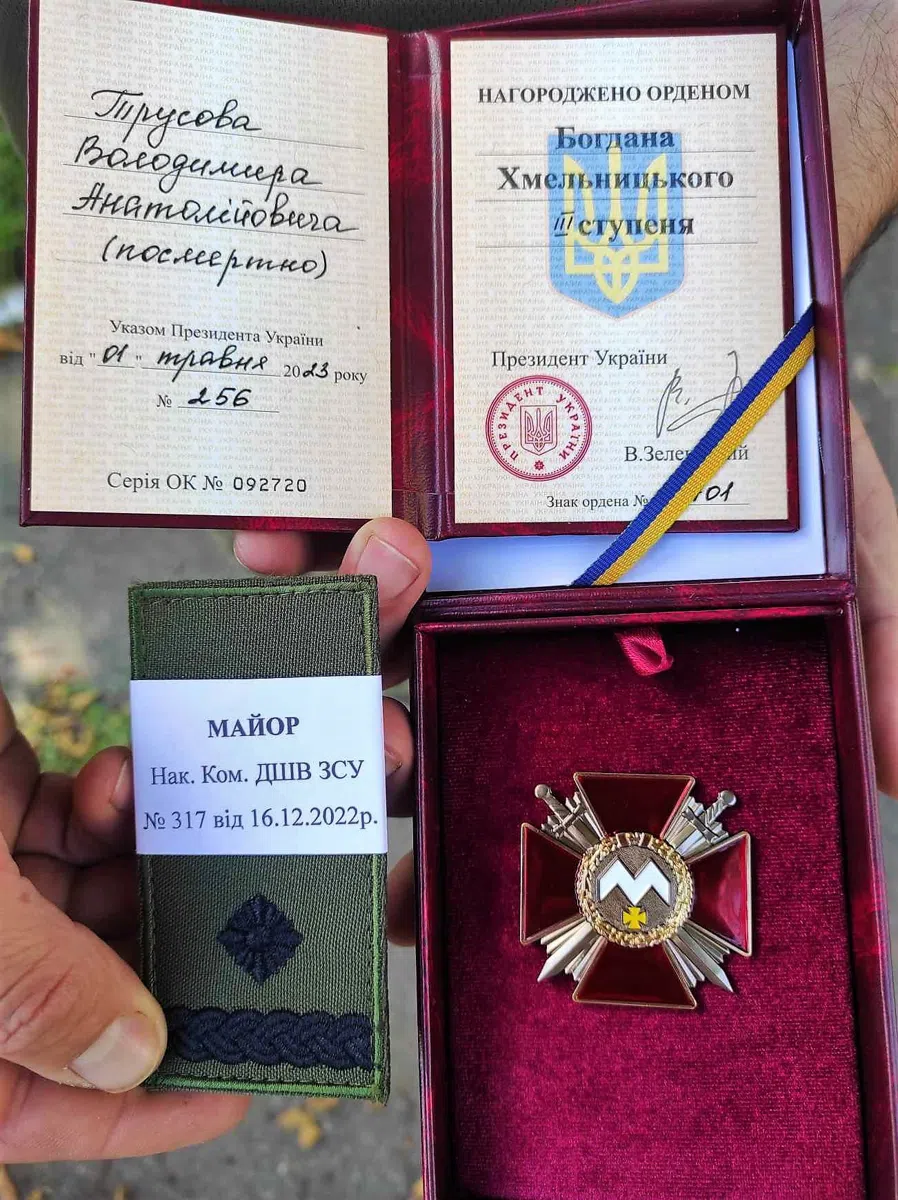 Трусова
Володимира
Анатолійовича
(посмертно)
Указом Президента України
від "01" травня 2023 року
№ 256
Серія ОК № 092720
НАГОРОДЖЕНО ОРДЕНОМ
Богдана
Хмельницького
III ступеня
Президент України
ПРЕЗИДЕНТ УКРАЇНИ
Знак ордена №
МАЙОР
Нак. Ком. ДШВ ЗСУ
№ 317 від 16.12.2022р.